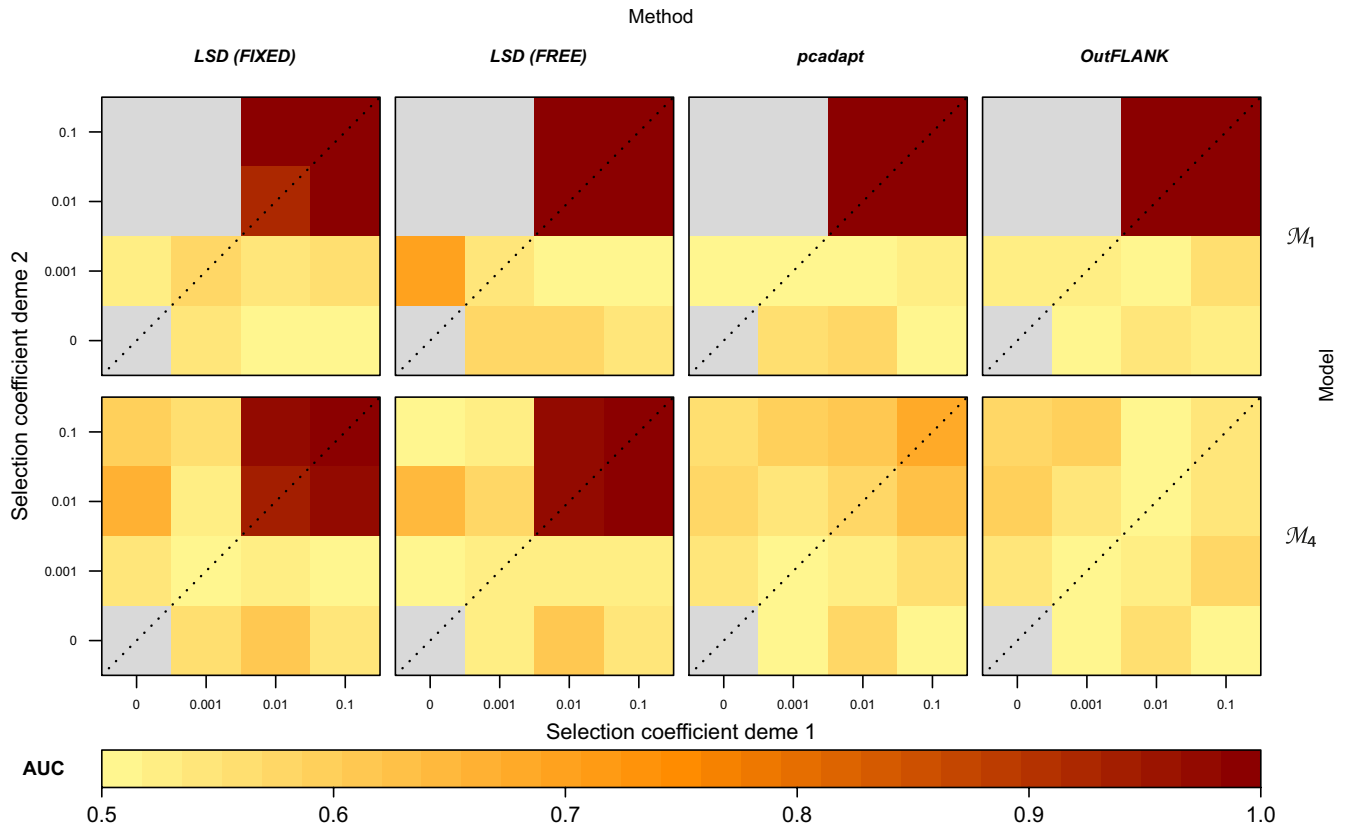 Method
LSD (FIXED)
LSD (FREE)
pcadapt
OutFLANK
Selection coefficient deme 2
0.1
0.01
0.001
0
0.1
0.01
0.001
0
ℳ1
ℳ4
Model
0 0.001 0.01 0.1
0 0.001 0.01 0.1
0 0.001 0.01 0.1
0 0.001 0.01 0.1
Selection coefficient deme 1
AUC
0.5 0.6 0.7 0.8 0.9 1.0